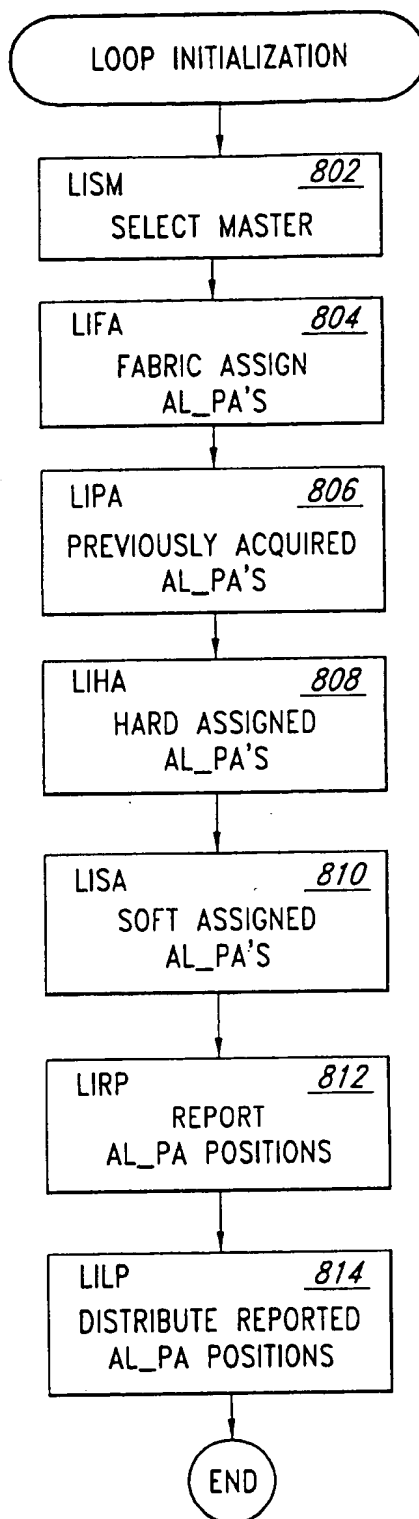 LOOP INITIALIZATION
LISM 802
SELECT MASTER
LIFA 804
FABRIC ASSIGN
AL_PA'S
LIPA 806
PREVIOUSLY ACQUIRED
AL_PA'S
LIHA 808
HARD ASSIGNED
AL_PA'S
LISA 810
SOFT ASSIGNED
AL_PA'S
LIRP 812
REPORT
AL_PA POSITIONS
LILP 814
DISTRIBUTE REPORTED
AL_PA POSITIONS
END